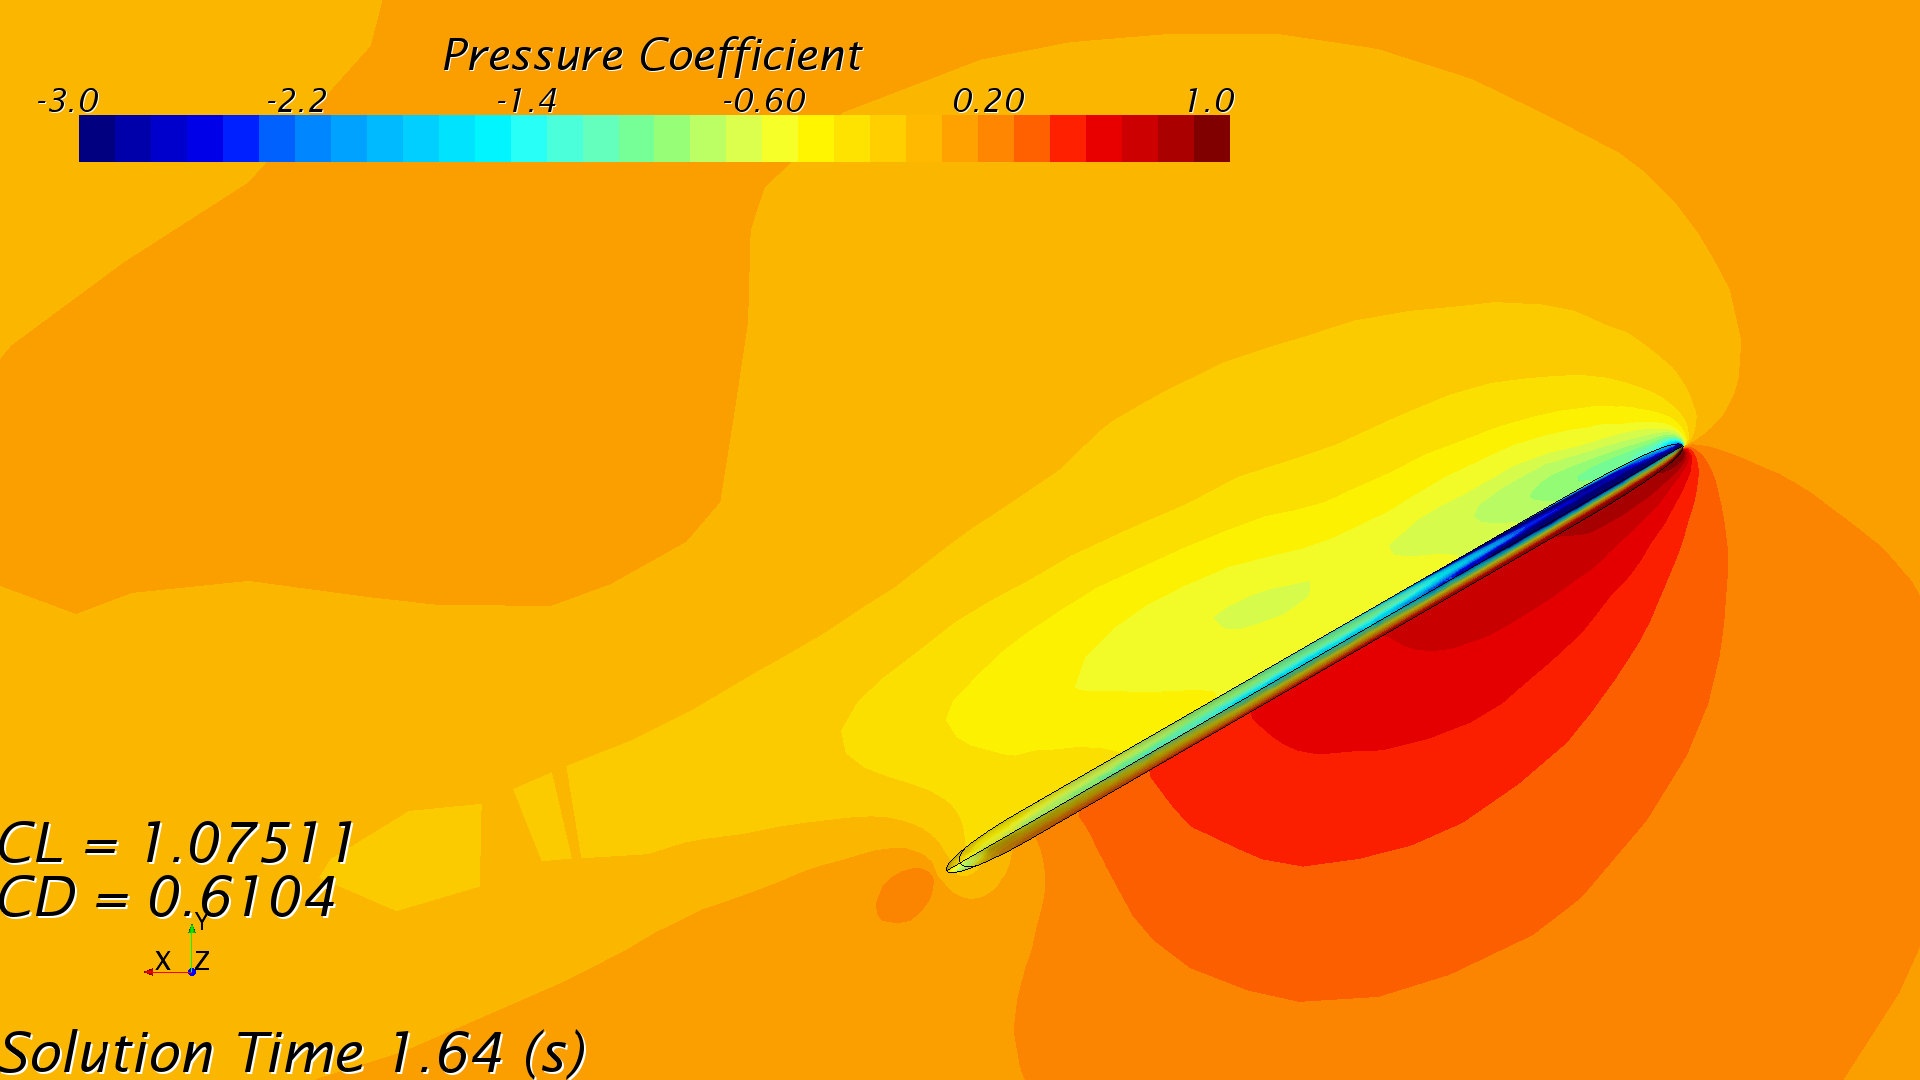 Pressure Coefficient
-3.0 -2.2 -1.4 -0.60 0.20 1.0
CL = 1.07511
CD = 0.6104
Y
X Z
Solution Time 1.64 (s)